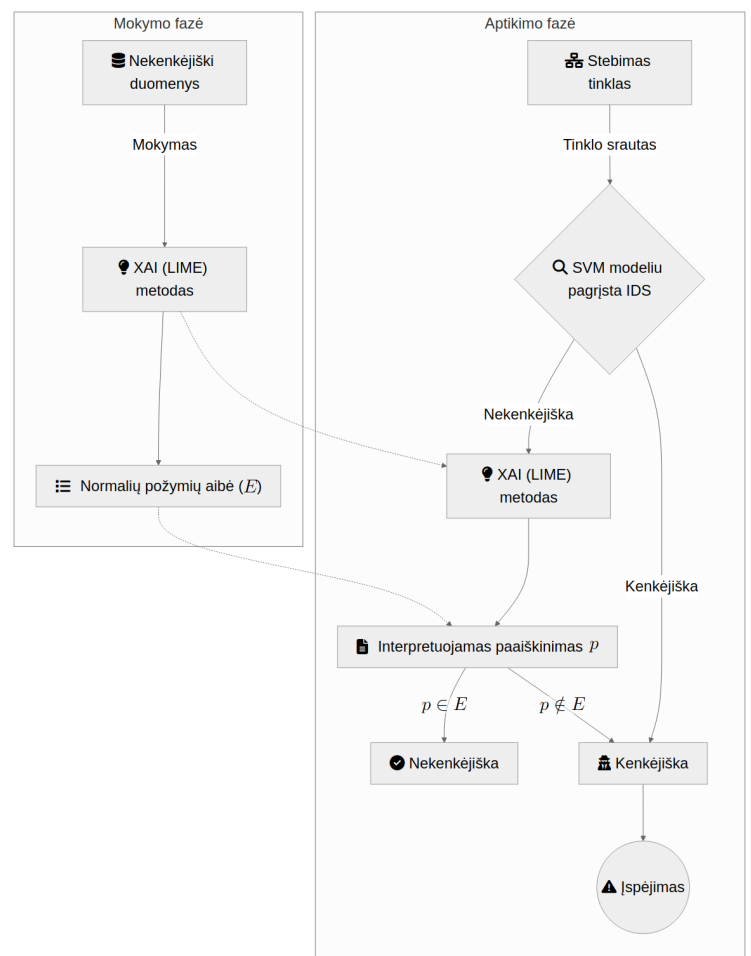 Mokymo fazė
Nekenkėjiški
duomenys
Mokymas
XAI (LIME)
metodas
Normalių požymių aibė (E)
Aptikimo fazė
Stebimas
tinklas
Tinklo srautas
SVM modeliu
pagrįsta IDS
Nekenkėjiška
XAI (LIME)
metodas
Kenkėjiška
Interpretuojamas paaiškinimas p
p ∈ E
p ∉ E
Nekenkėjiška
Kenkėjiška
Įspėjimas